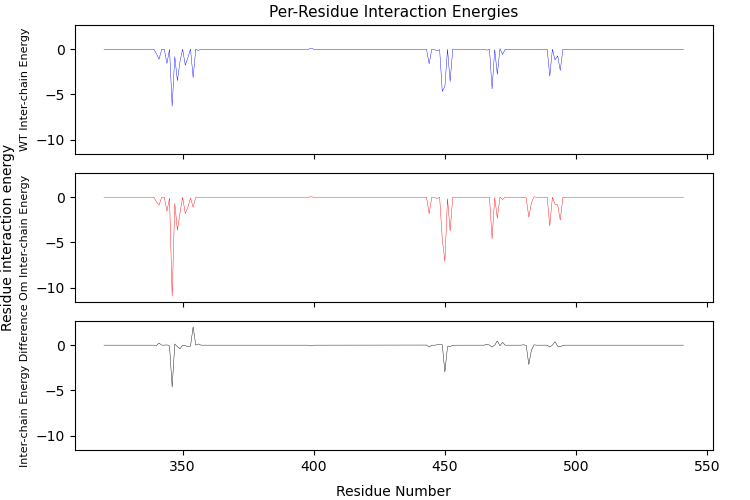 Per-Residue Interaction Energies
Residue interaction energy
WT Inter-chain Energy
0
−5
−10
Om Inter-chain Energy
0
−5
−10
Inter-chain Energy Difference
0
−5
−10
350
400
450
500
550
Residue Number